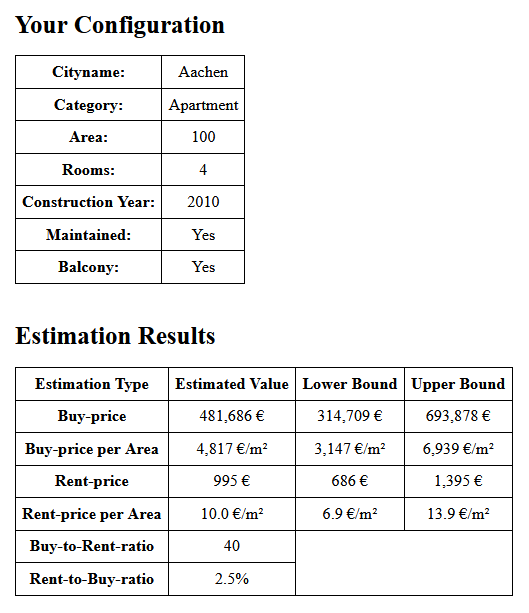 Your Configuration
Cityname: Aachen
Category: Apartment
Area: 100
Rooms: 4
Construction Year: 2010
Maintained: Yes
Balcony: Yes
Estimation Results
Estimation Type Estimated Value Lower Bound Upper Bound
Buy-price 481,686 € 314,709 € 693,878 €
Buy-price per Area 4,817 €/m² 3,147 €/m² 6,939 €/m²
Rent-price 995 € 686 € 1,395 €
Rent-price per Area 10.0 €/m² 6.9 €/m² 13.9 €/m²
Buy-to-Rent-ratio 40
Rent-to-Buy-ratio 2.5%